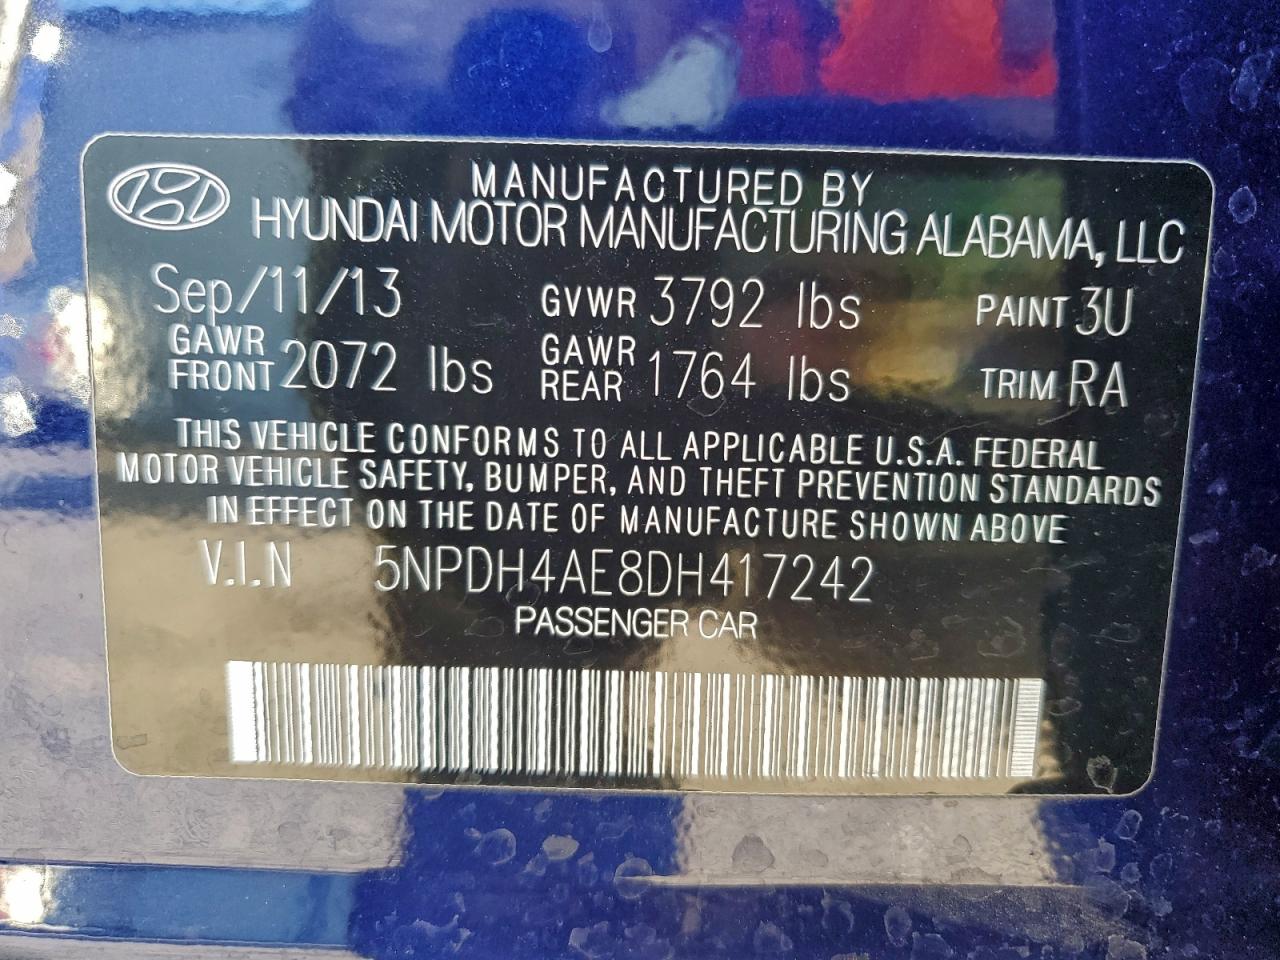 MANUFACTURED BY
HYUNDAI MOTOR MANUFACTURING ALABAMA, LLC
Sep/11/13 GVWR 3792 lbs PAINT 3U
GAWR FRONT 2072 lbs GAWR REAR 1764 lbs TRIM RA
THIS VEHICLE CONFORMS TO ALL APPLICABLE U.S.A. FEDERAL
MOTOR VEHICLE SAFETY, BUMPER, AND THEFT PREVENTION STANDARDS
IN EFFECT ON THE DATE OF MANUFACTURE SHOWN ABOVE
V.I.N 5NPDH4AE8DH417242
PASSENGER CAR